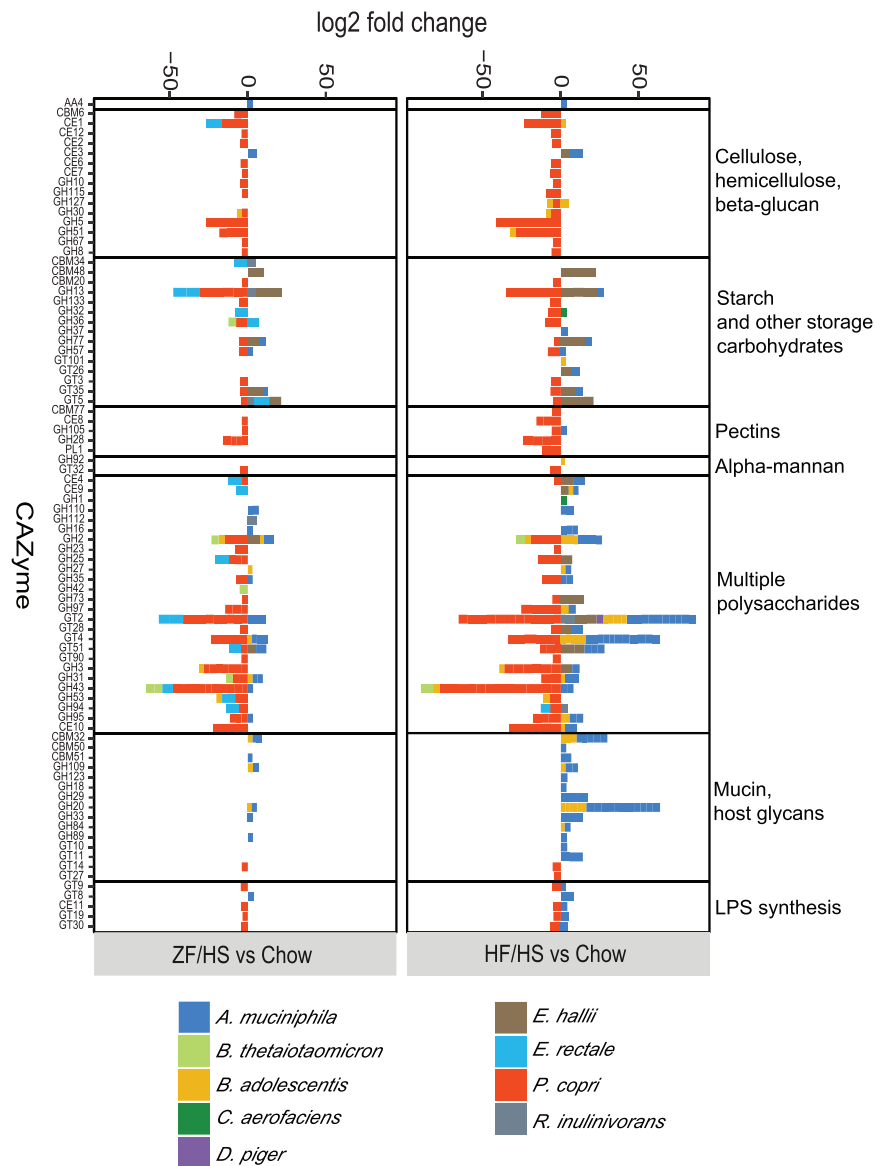 log2 fold change
-50
0
50
-50
0
50
AA4
CBM6
CE1
CE12
CE2
CE3
CE6
CE7
GH10
GH115
GH127
GH30
GH5
GH51
GH67
GH8
Cellulose,
hemicellulose,
beta-glucan
CBM34
CBM48
CBM20
GH13
GH133
GH32
GH36
GH37
GH77
GH57
GT101
GT26
GT3
GT35
GT5
Starch
and other storage
carbohydrates
CBM77
CE8
GH105
GH28
PL1
Pectins
GH92
GT32
Alpha-mannan
CE4
CE9
GH1
GH110
GH112
GH16
GH2
GH23
GH25
GH27
GH35
GH42
GH73
GH97
GT2
GT28
GT4
GT51
GT90
GH3
GH31
GH43
GH53
GH94
GH95
CE10
Multiple
polysaccharides
CBM32
CBM50
CBM51
GH109
GH123
GH18
GH29
GH20
GH33
GH84
GH89
GT10
GT11
GT14
GT27
Mucin,
host glycans
GT9
GT8
CE11
GT19
GT30
LPS synthesis
CAZyme
ZF/HS vs Chow
HF/HS vs Chow
A. muciniphila
B. thetaiotaomicron
B. adolescentis
C. aerofaciens
D. piger
E. hallii
E. rectale
P. copri
R. inulinivorans